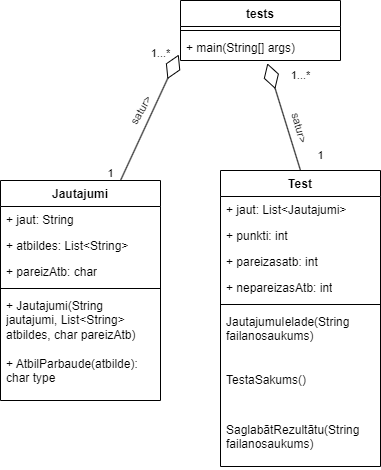 tests
+ main(String[] args)
1...*
1...*
satur>
satur>
1
1
Jautajumi
+ jaut: String
+ atbildes: List<String>
+ pareizAtb: char
+ Jautajumi(String
jautajumi, List<String>
atbildes, char pareizAtb)
+ AtbilParbaude(atbilde):
char type
Test
+ jaut: List<Jautajumi>
+ punkti: int
+ pareizasatb: int
+ nepareizasAtb: int
JautajumuIelade(String
failanosaukums)
TestaSakums()
SaglabātRezultātu(String
failanosaukums)